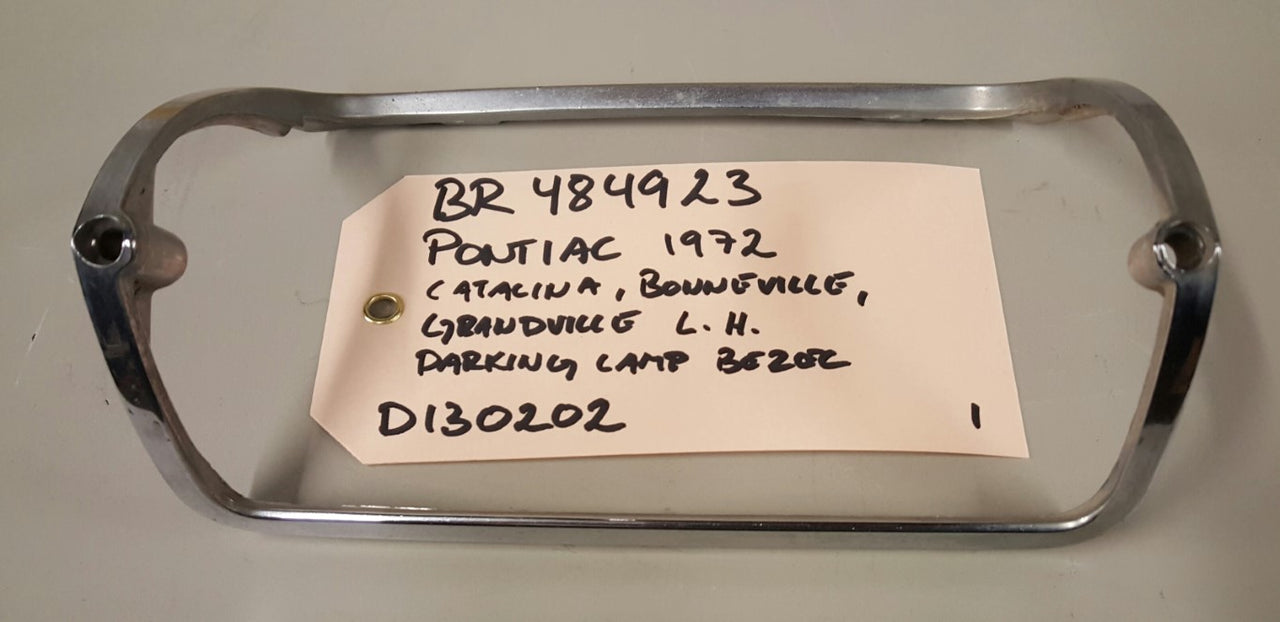 BR 484923
PONTIAC 1972
CATALINA, BONNEVILLE,
GRANDVILLE L.H.
PARKING LAMP BEZEL
D130202 1